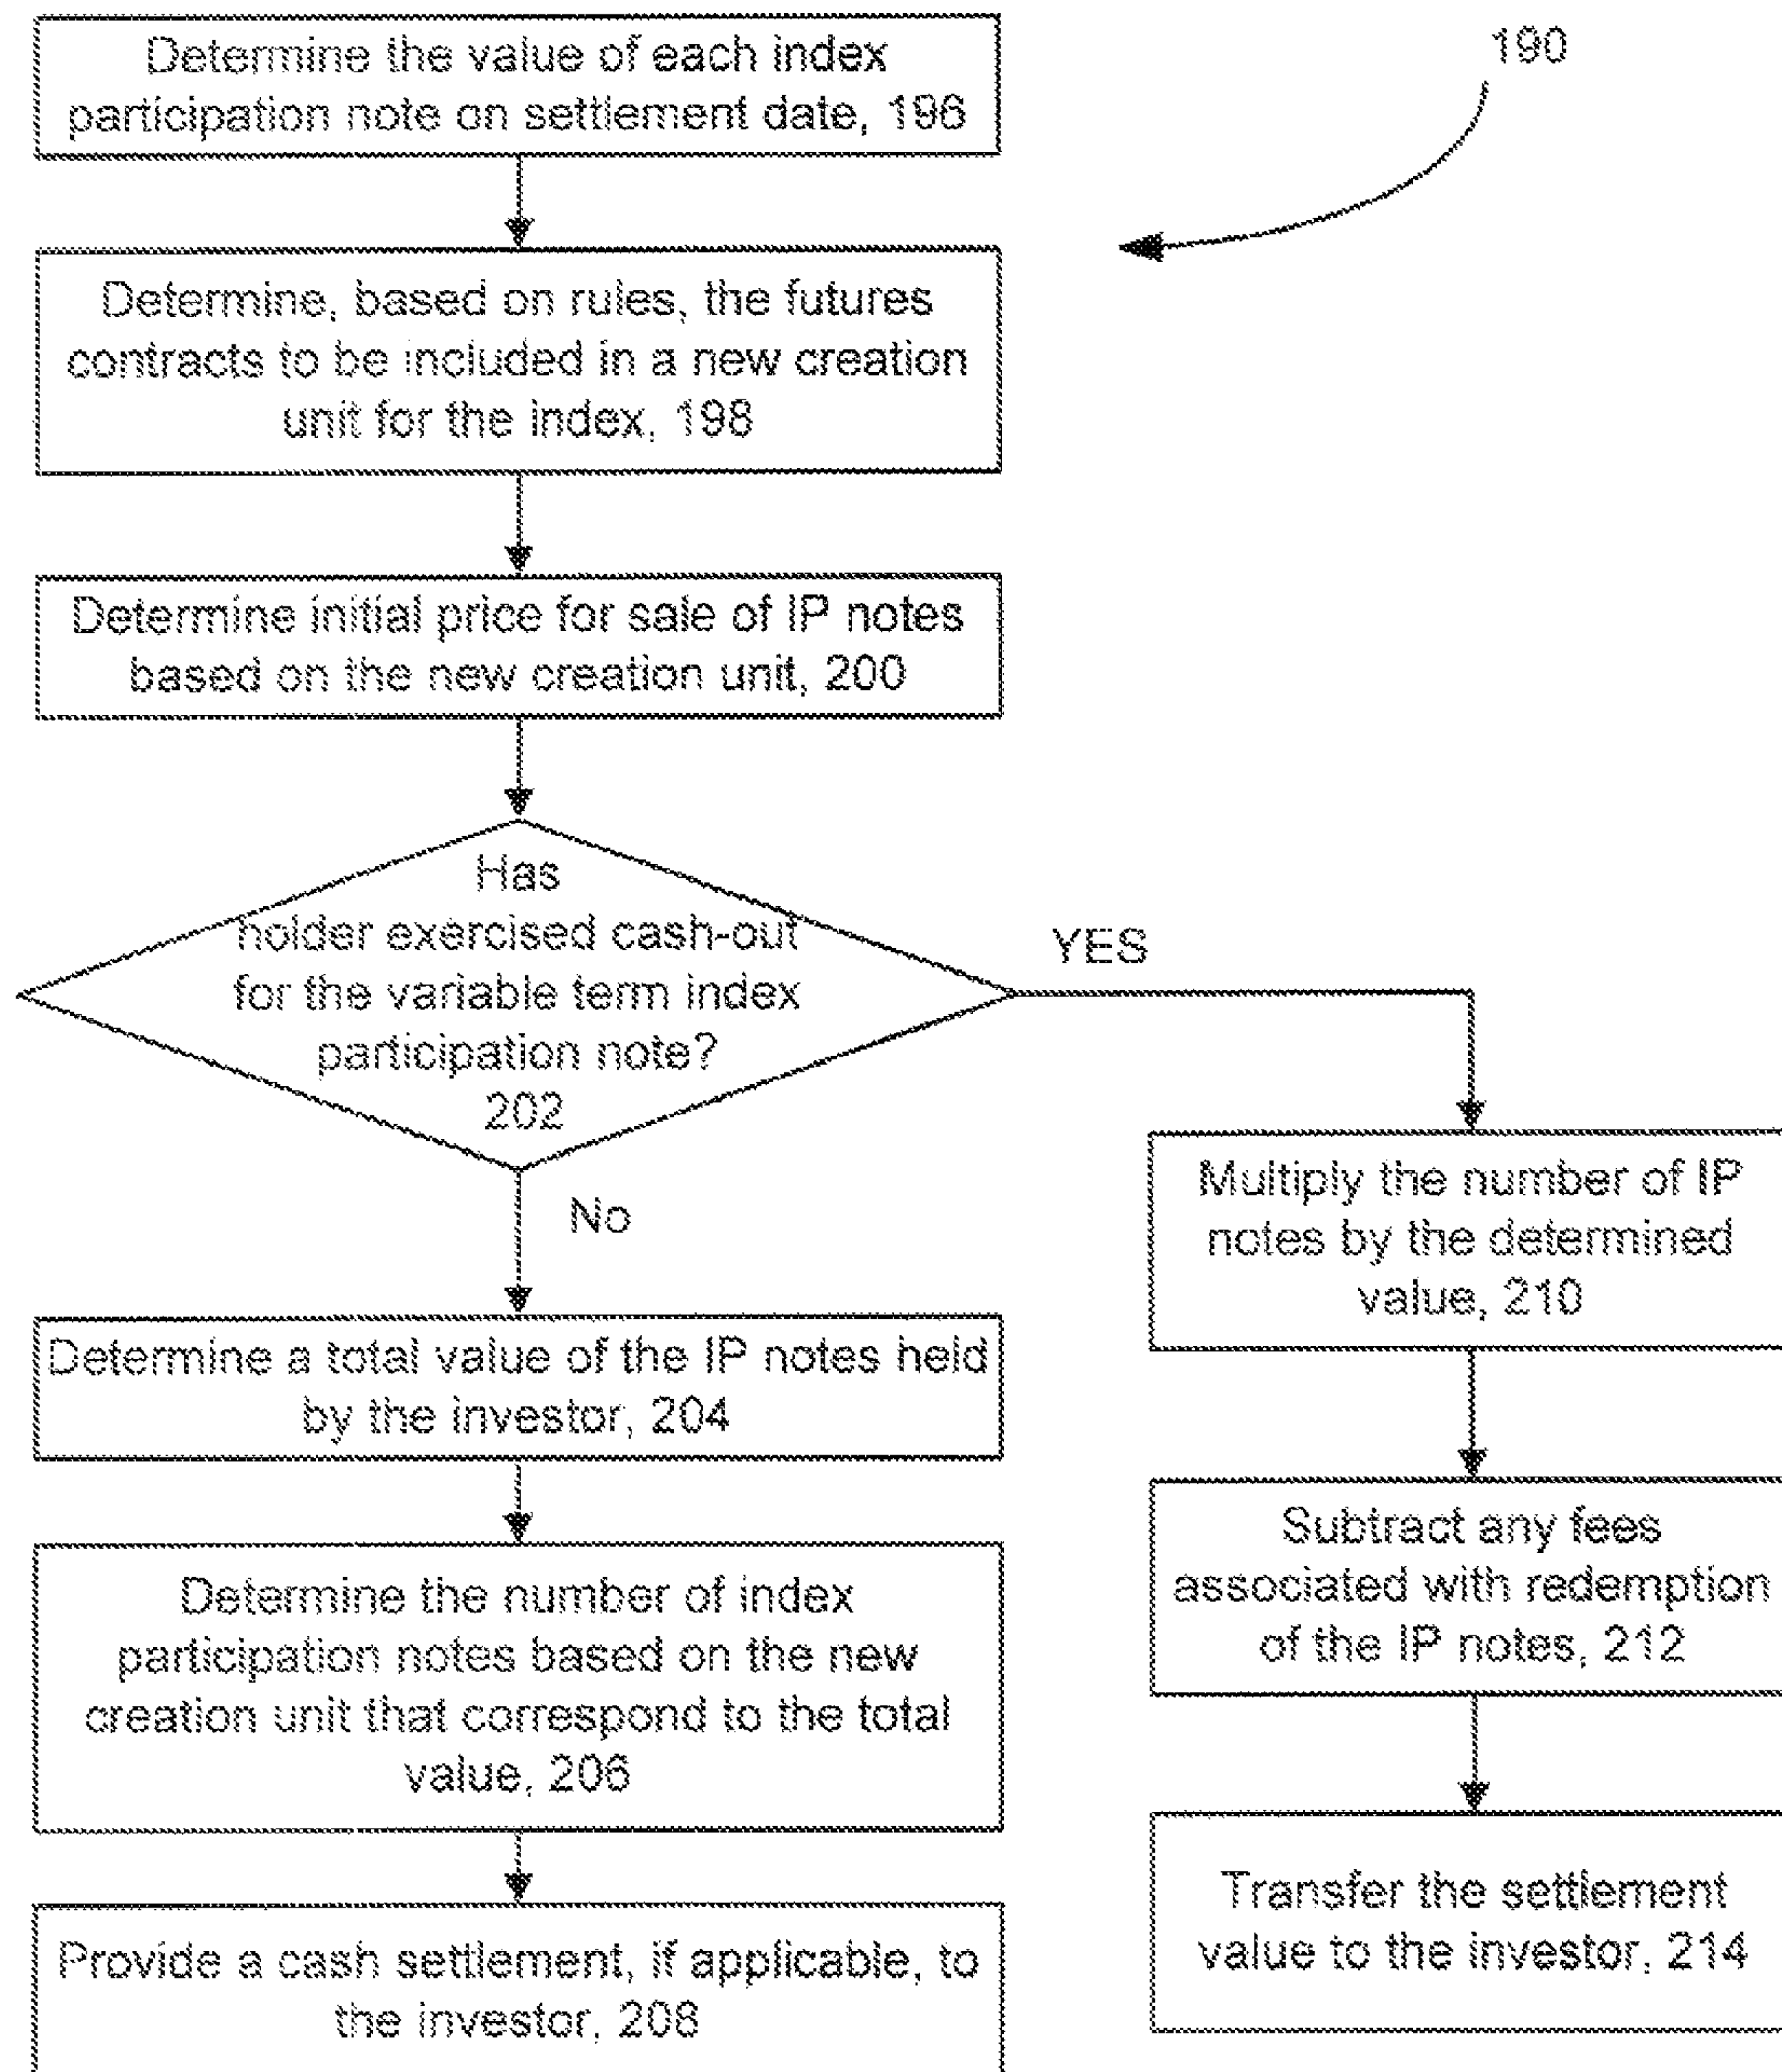 Determine the value of each index
participation note on settlement date, 196
190
Determine, based on rules, the futures
contracts to be included in a new creation
unit for the index, 198
Determine initial price for sale of IP notes
based on the new creation unit, 200
Has
holder exercised cash-out
for the variable term index
participation note?
202
YES
No
Determine a total value of the IP notes held
by the investor, 204
Determine the number of index
participation notes based on the new
creation unit that correspond to the total
value, 206
Provide a cash settlement, if applicable, to
the investor, 208
Multiply the number of IP
notes by the determined
value, 210
Subtract any fees
associated with redemption
of the IP notes, 212
Transfer the settlement
value to the investor, 214